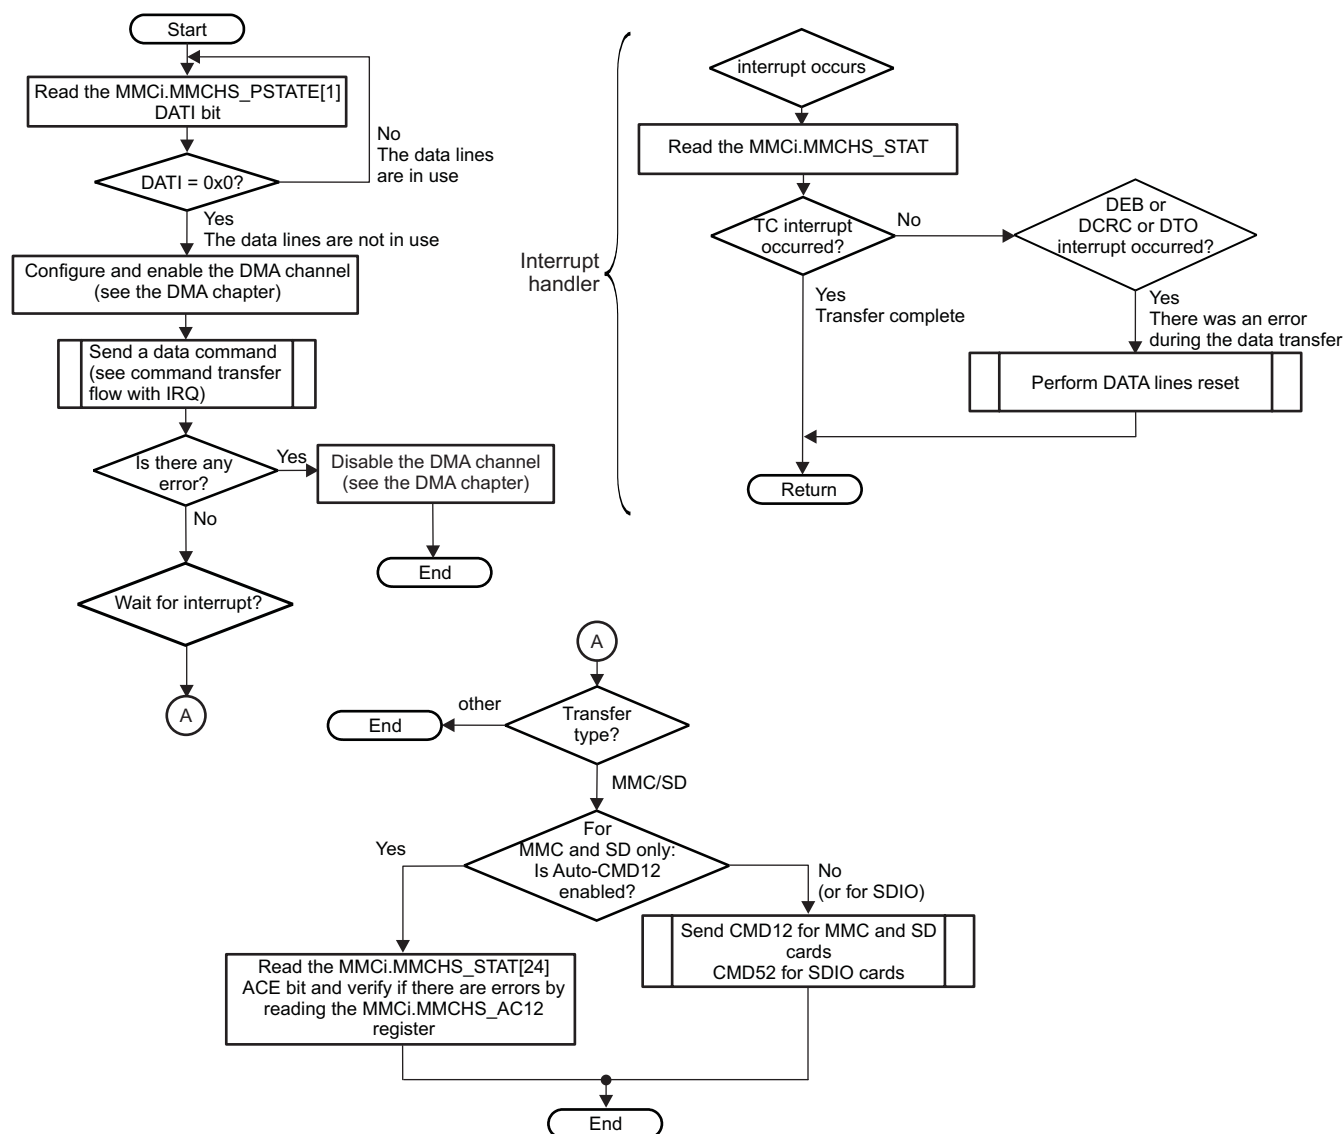 Start
Read the MMCi.MMCHS_PSTATE[1]
DATI bit
No
The data lines
are in use
DATI = 0x0?
Yes
The data lines are not in use
Configure and enable the DMA channel
(see the DMA chapter)
Send a data command
(see command transfer
flow with IRQ)
Is there any
error?
Yes
Disable the DMA channel
(see the DMA chapter)
No
End
Wait for interrupt?
A
Interrupt
handler
interrupt occurs
Read the MMCi.MMCHS_STAT
TC interrupt
occurred?
No
DEB or
DCRC or DTO
interrupt occurred?
Yes
Transfer complete
Yes
There was an error
during the data transfer
Perform DATA lines reset
Return
A
Transfer
type?
other
End
MMC/SD
For
MMC and SD only:
Is Auto-CMD12
enabled?
Yes
No
(or for SDIO)
Send CMD12 for MMC and SD
cards
CMD52 for SDIO cards
Read the MMCi.MMCHS_STAT[24]
ACE bit and verify if there are errors by
reading the MMCi.MMCHS_AC12
register
End